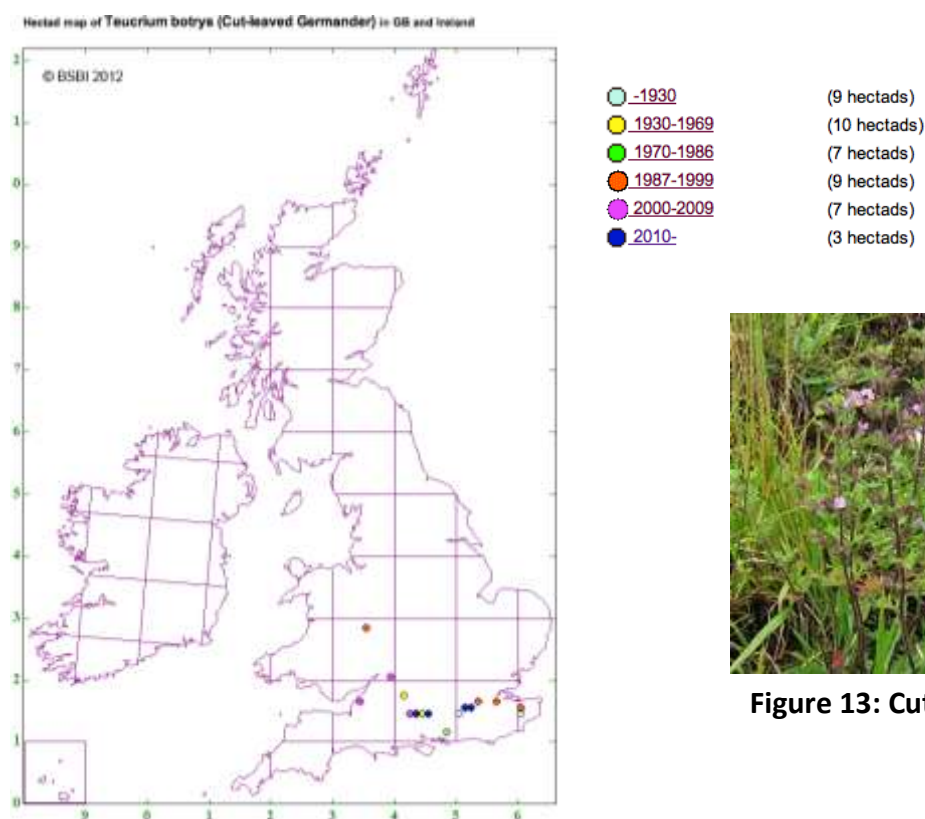 Hectad map of Teucrium botrys (Cut-leaved Germander) in GB and Ireland
© BSBI 2012
-1930 (9 hectads)
1930-1969 (10 hectads)
1970-1986 (7 hectads)
1987-1999 (9 hectads)
2000-2009 (7 hectads)
2010- (3 hectads)
2
1
0
9
8
7
6
5
4
3
2
1
0
9 0 1 2 3 4 5 6
Figure 13: Cut